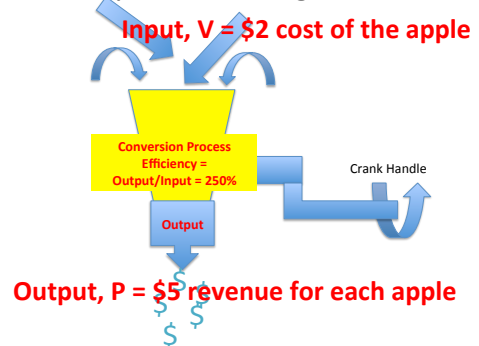 Input, V = $2 cost of the apple
Conversion Process
Efficiency =
Output/Input = 250%
Crank Handle
Output
$
Output, P = $5 revenue for each apple
$
$
$